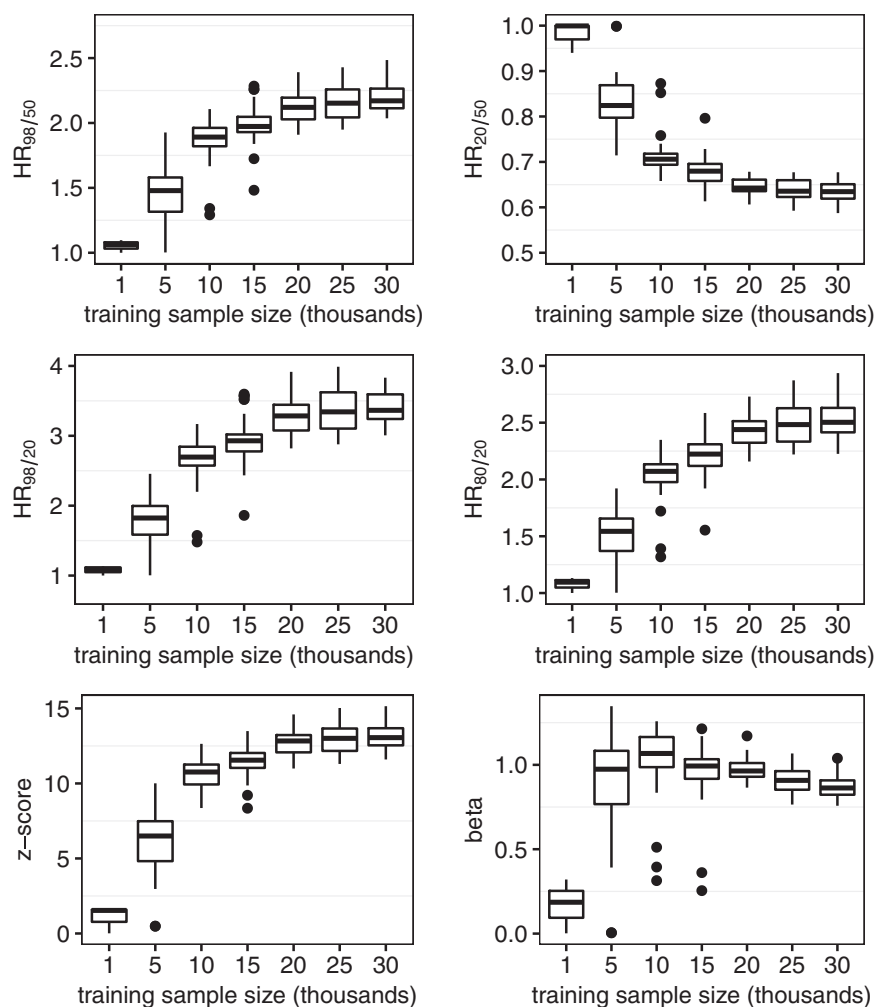 HR98/50
2.5
2.0
1.5
1.0
1 5 10 15 20 25 30
training sample size (thousands)
HR20/50
1.0
0.9
0.8
0.7
0.6
0.5
1 5 10 15 20 25 30
training sample size (thousands)
HR98/20
4
3
2
1
1 5 10 15 20 25 30
training sample size (thousands)
HR80/20
3.0
2.5
2.0
1.5
1.0
1 5 10 15 20 25 30
training sample size (thousands)
z–score
15
10
5
0
1 5 10 15 20 25 30
training sample size (thousands)
beta
1.0
0.5
0.0
1 5 10 15 20 25 30
training sample size (thousands)